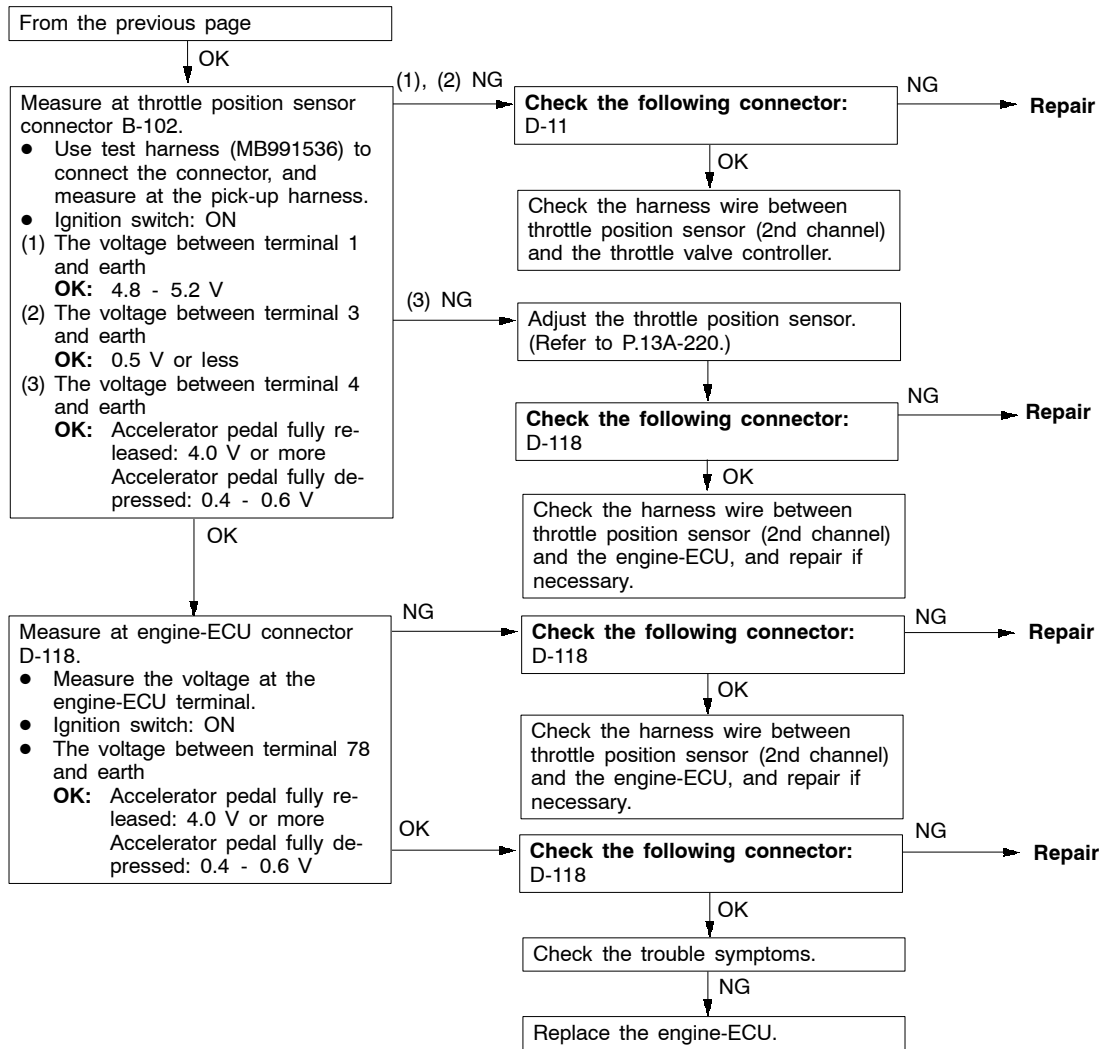 From the previous page
OK
Measure at throttle position sensor
connector B-102.
● Use test harness (MB991536) to
connect the connector, and
measure at the pick-up harness.
● Ignition switch: ON
(1) The voltage between terminal 1
and earth
OK: 4.8 - 5.2 V
(2) The voltage between terminal 3
and earth
OK: 0.5 V or less
(3) The voltage between terminal 4
and earth
OK: Accelerator pedal fully re-
leased: 4.0 V or more
Accelerator pedal fully de-
pressed: 0.4 - 0.6 V
(1), (2) NG
Check the following connector:
D-11
NG
Repair
OK
Check the harness wire between
throttle position sensor (2nd channel)
and the throttle valve controller.
(3) NG
Adjust the throttle position sensor.
(Refer to P.13A-220.)
Check the following connector:
D-118
NG
Repair
OK
Check the harness wire between
throttle position sensor (2nd channel)
and the engine-ECU, and repair if
necessary.
OK
Measure at engine-ECU connector
D-118.
● Measure the voltage at the
engine-ECU terminal.
● Ignition switch: ON
● The voltage between terminal 78
and earth
OK: Accelerator pedal fully re-
leased: 4.0 V or more
Accelerator pedal fully de-
pressed: 0.4 - 0.6 V
NG
Check the following connector:
D-118
NG
Repair
OK
Check the harness wire between
throttle position sensor (2nd channel)
and the engine-ECU, and repair if
necessary.
OK
Check the following connector:
D-118
NG
Repair
OK
Check the trouble symptoms.
NG
Replace the engine-ECU.